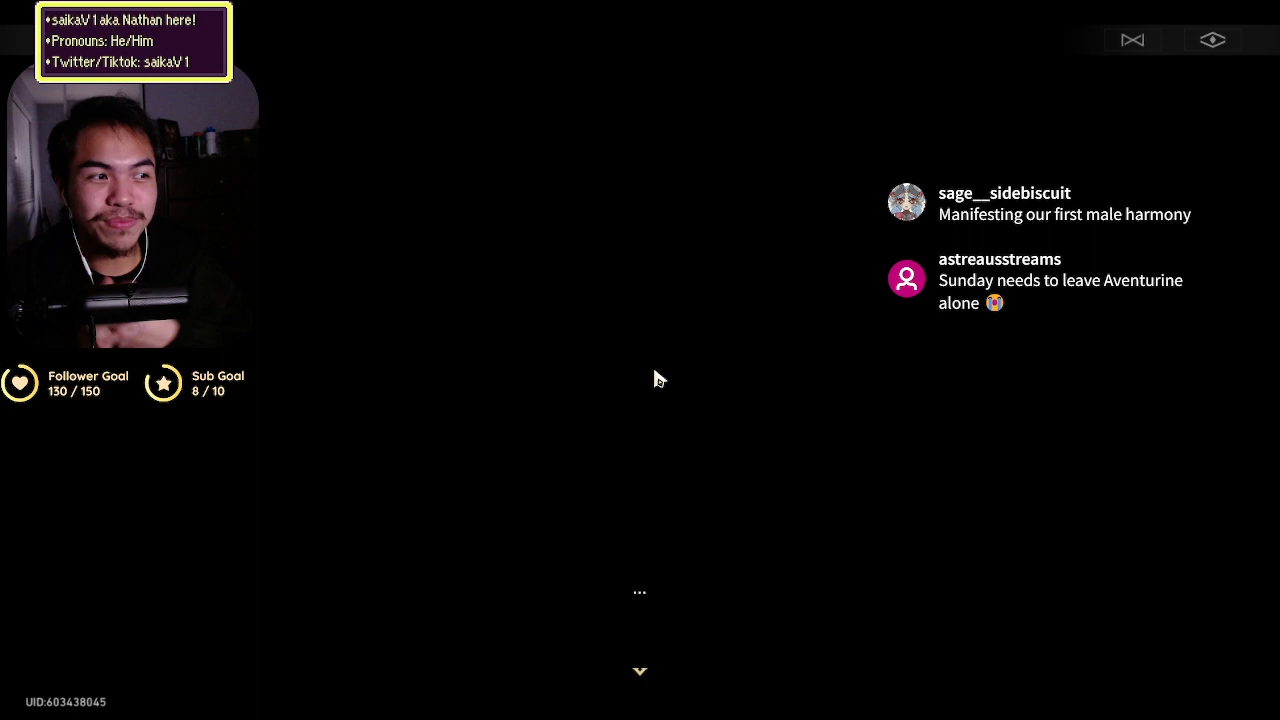 •saikaV1 aka Nathan here!
•Pronouns: He/Him
•Twitter/Tiktok: saikaV1
sage__sidebiscuit
Manifesting our first male harmony
astreausstreams
Sunday needs to leave Aventurine
alone 😭
Follower Goal
130 / 150
Sub Goal
8 / 10
...
UID:603438045